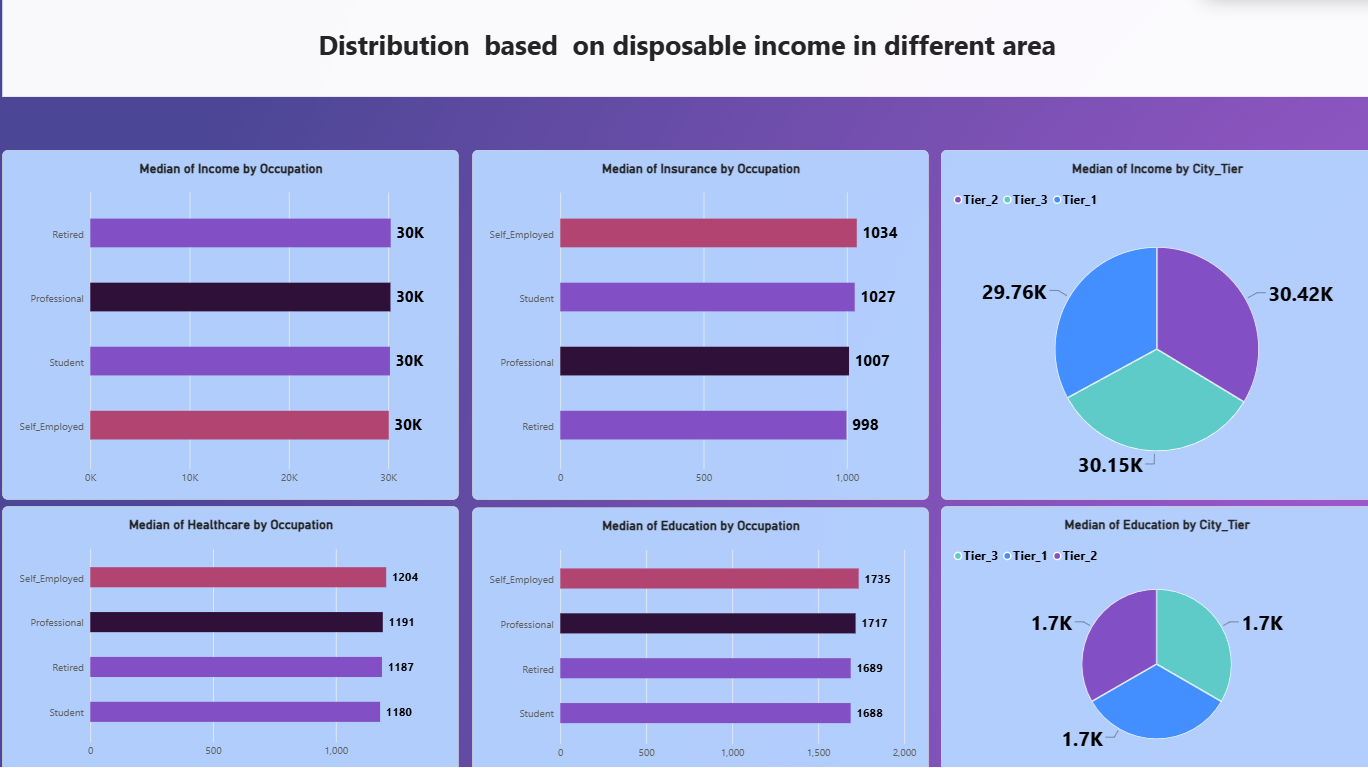 Distribution  based  on disposable income in different area
Median of Income by Occupation
Retired
30K
Professional
30K
Student
30K
Self_Employed
30K
0K 10K 20K 30K
Median of Insurance by Occupation
Self_Employed
1034
Student
1027
Professional
1007
Retired
998
0 500 1,000
Median of Income by City_Tier
Tier_2 Tier_3 Tier_1
29.76K
30.42K
30.15K
Median of Healthcare by Occupation
Self_Employed
1204
Professional
1191
Retired
1187
Student
1180
0 500 1,000
Median of Education by Occupation
Self_Employed
1735
Professional
1717
Retired
1689
Student
1688
0 500 1,000 1,500 2,000
Median of Education by City_Tier
Tier_3 Tier_1 Tier_2
1.7K
1.7K
1.7K